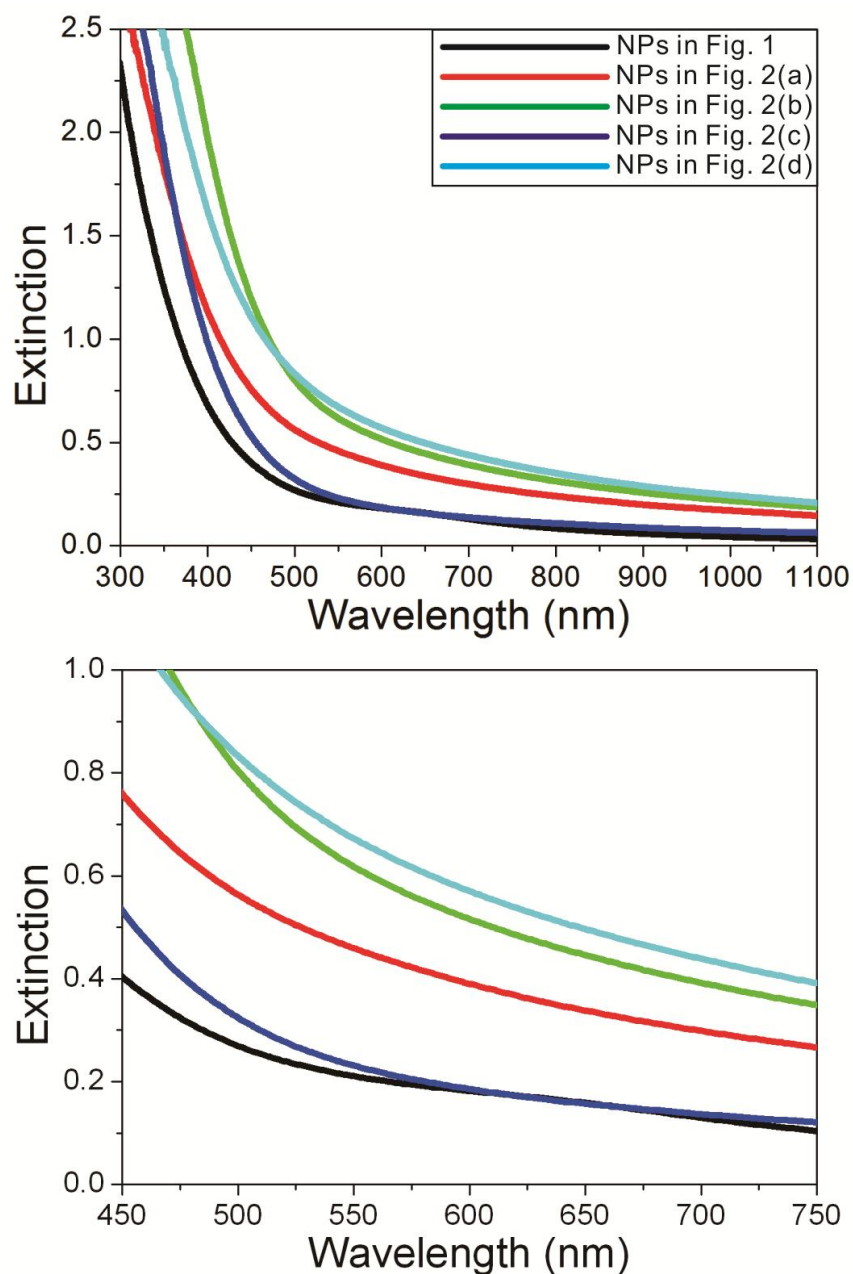 2.5
2.0
1.5
1.0
0.5
0.0
Extinction
NPs in Fig. 1
NPs in Fig. 2(a)
NPs in Fig. 2(b)
NPs in Fig. 2(c)
NPs in Fig. 2(d)
300 400 500 600 700 800 900 1000 1100
Wavelength (nm)
1.0
0.8
0.6
0.4
0.2
0.0
Extinction
450 500 550 600 650 700 750
Wavelength (nm)